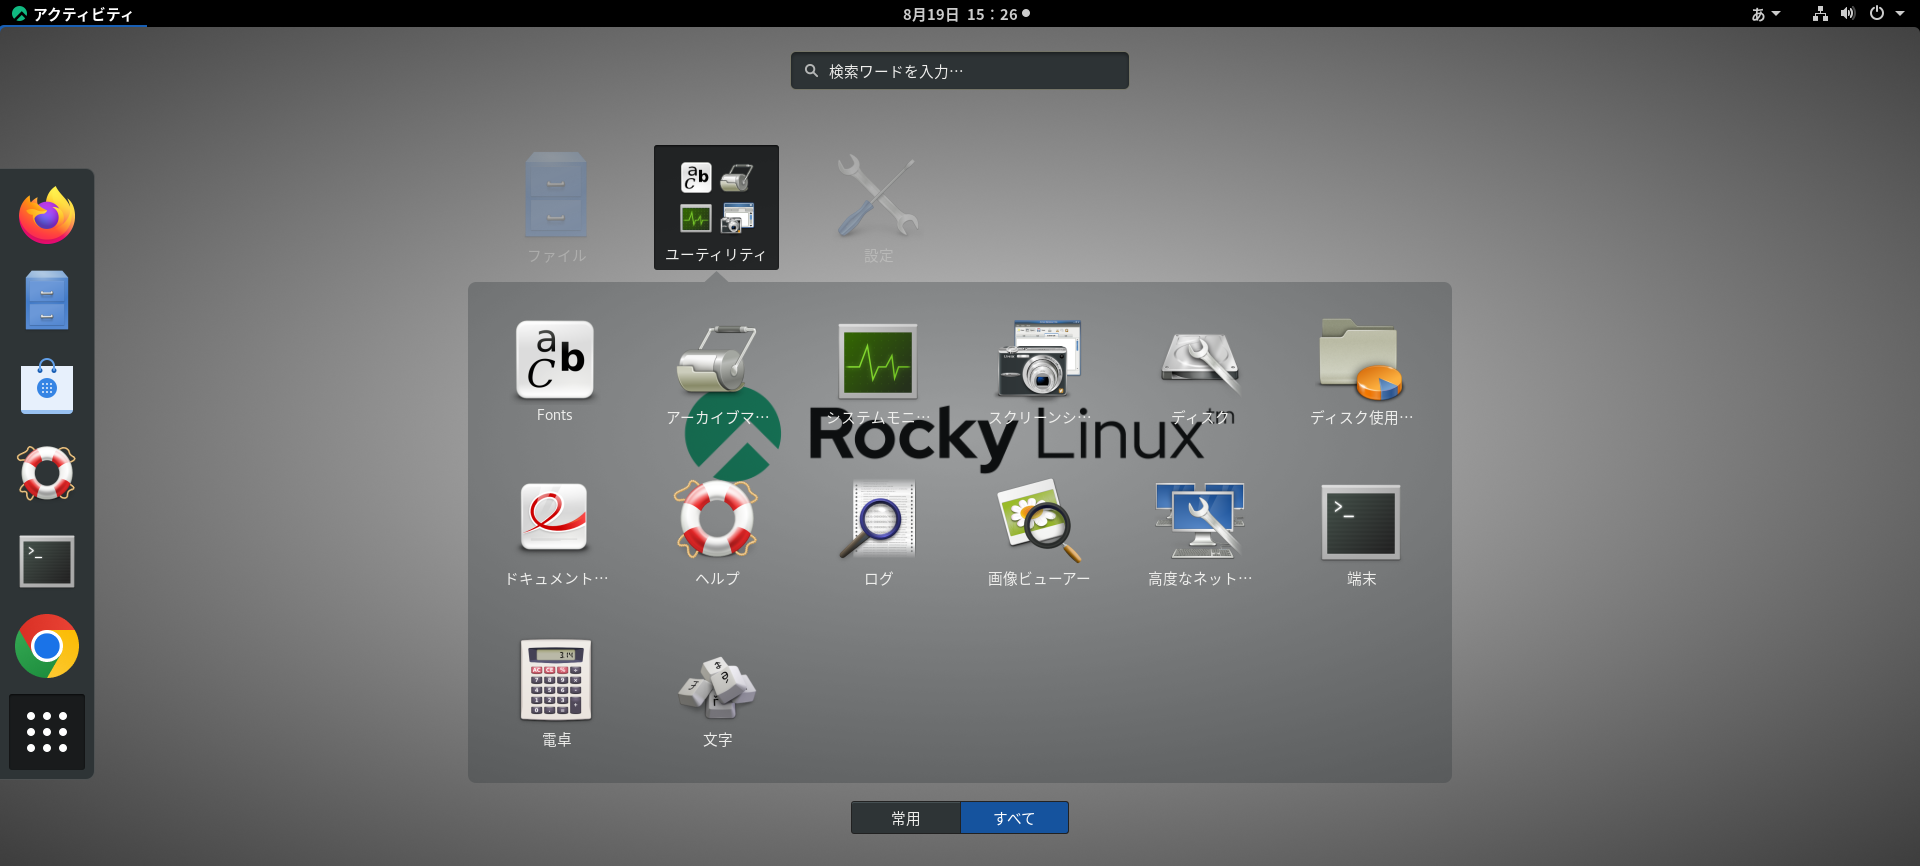 アクティビティ
8月19日 15：26
あ
検索ワードを入力…
ファイル
ユーティリティ
設定
Fonts
アーカイブマ…
システムモニ…
スクリーンシ…
ディスク
ディスク使用…
Rocky Linux™
ドキュメント…
ヘルプ
ログ
画像ビューアー
高度なネット…
端末
電卓
文字
常用
すべて